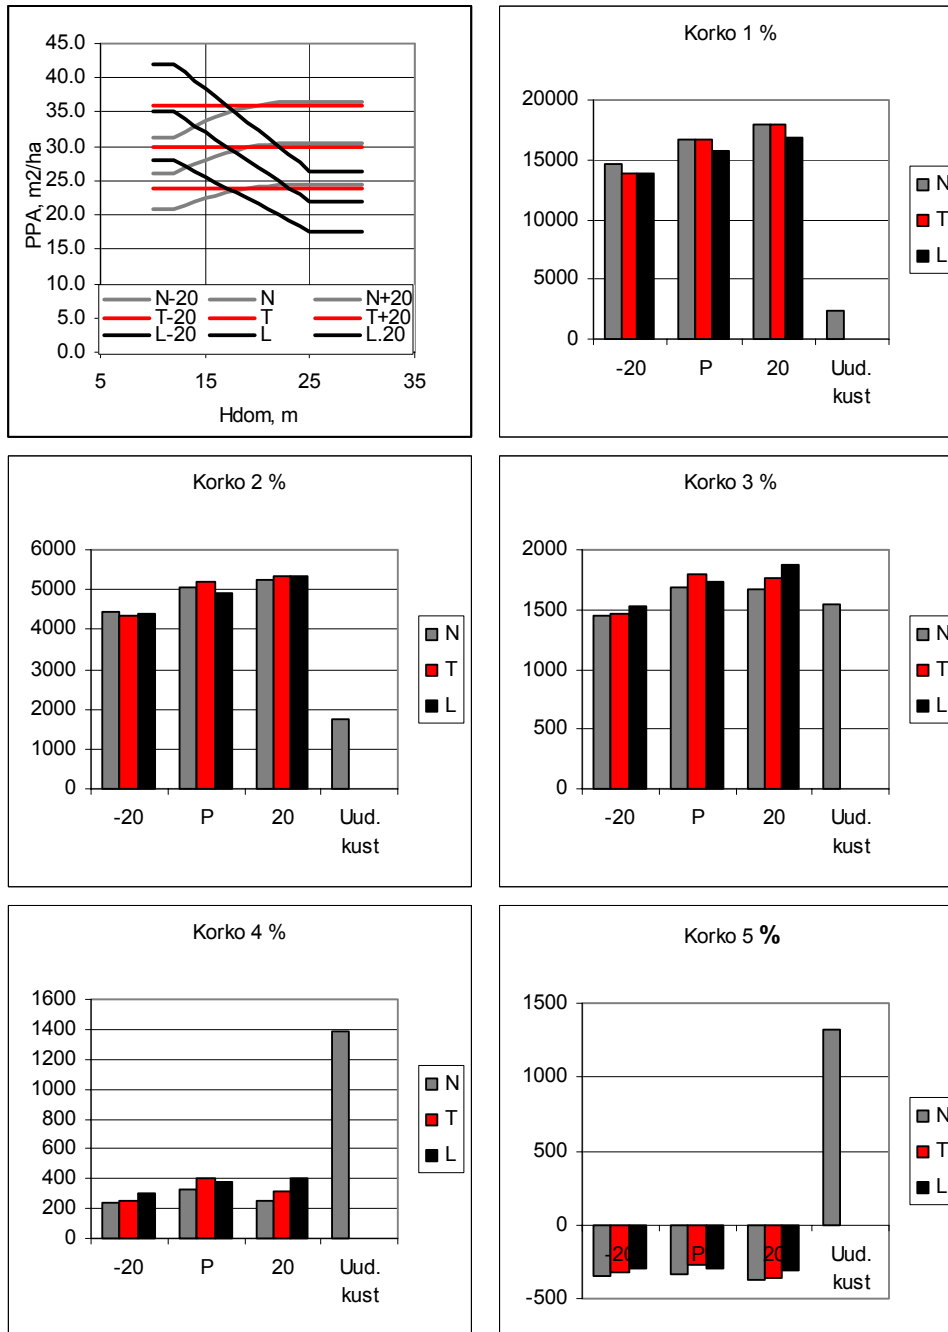 45.0
40.0
35.0
30.0
25.0
20.0
15.0
10.0
5.0
0.0
PPA, m2/ha
N-20 N N+20
T-20 T T+20
L-20 L L.20
5 15 25 35
Hdom, m
Korko 1 %
20000
15000
10000
5000
0
-20 P 20 Uud.
kust
N
T
L
Korko 2 %
6000
5000
4000
3000
2000
1000
0
-20 P 20 Uud.
kust
N
T
L
Korko 3 %
2000
1500
1000
500
0
-20 P 20 Uud.
kust
N
T
L
Korko 4 %
1600
1400
1200
1000
800
600
400
200
0
-20 P 20 Uud.
kust
N
T
L
Korko 5 %
1500
1000
500
0
-500
-20 P 20 Uud.
kust
N
T
L